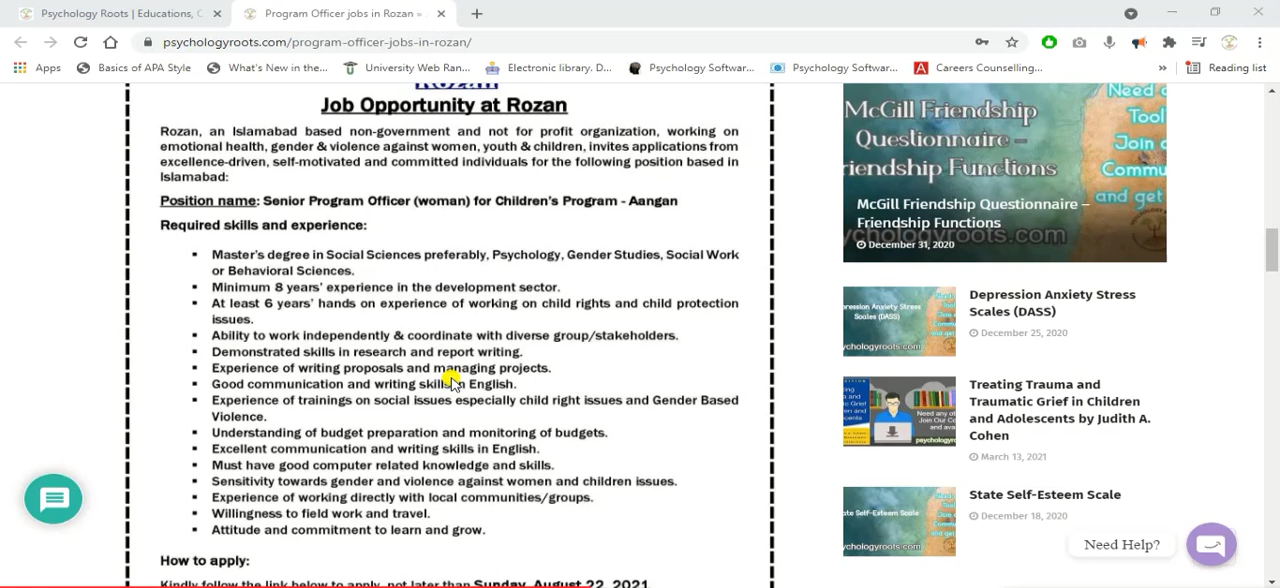 Psychology Roots | Educations, C
Program Officer jobs in Rozan »
psychologyroots.com/program-officer-jobs-in-rozan/
Apps
Basics of APA Style
What's New in the...
University Web Ran...
Electronic library. D...
Psychology Softwar...
Psychology Softwar...
Careers Counselling...
»
Reading list
Rozan
Job Opportunity at Rozan
Rozan, an Islamabad based non-government and not for profit organization, working on
emotional health, gender & violence against women, youth & children, invites applications from
excellence-driven, self-motivated and committed individuals for the following position based in
Islamabad:
Position name: Senior Program Officer (woman) for Children's Program - Aangan
Required skills and experience:
▪ Master's degree in Social Sciences preferably, Psychology, Gender Studies, Social Work
or Behavioral Sciences.
▪ Minimum 8 years' experience in the development sector.
▪ At least 6 years' hands on experience of working on child rights and child protection
issues.
▪ Ability to work independently & coordinate with diverse group/stakeholders.
▪ Demonstrated skills in research and report writing.
▪ Experience of writing proposals and managing projects.
▪ Good communication and writing skills in English.
▪ Experience of trainings on social issues especially child right issues and Gender Based
Violence.
▪ Understanding of budget preparation and monitoring of budgets.
▪ Excellent communication and writing skills in English.
▪ Must have good computer related knowledge and skills.
▪ Sensitivity towards gender and violence against women and children issues.
▪ Experience of working directly with local communities/groups.
▪ Willingness to field work and travel.
▪ Attitude and commitment to learn and grow.
How to apply:
Kindly follow the link below to apply, not later than Sunday, August 22, 2021
McGill Friendship
Questionnaire –
riendship Functions
Need
Tool
Join
Commu
and get
McGill Friendship Questionnaire –
Friendship Functions
December 31, 2020
ychologyroots.com
Depression Anxiety Stress
Scales (DASS)
December 25, 2020
Treating Trauma and
Traumatic Grief in Children
and Adolescents by Judith A.
Cohen
March 13, 2021
State Self-Esteem Scale
December 18, 2020
Need Help?